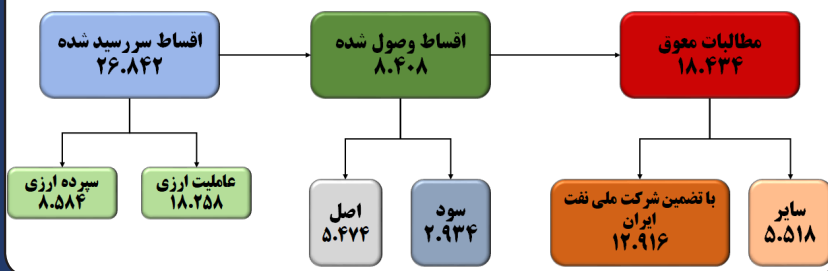 اقساط سررسید شده
۲۶.۸۴۲
اقساط وصول شده
۸.۴۰۸
مطالبات معوق
۱۸.۴۳۴
سپرده ارزی
۸.۵۸۴
عاملیت ارزی
۱۸.۲۵۸
اصل
۵.۴۷۴
سود
۲.۹۳۴
با تضمین شرکت ملی نفت
ایران
۱۲.۹۱۶
سایر
۵.۵۱۸